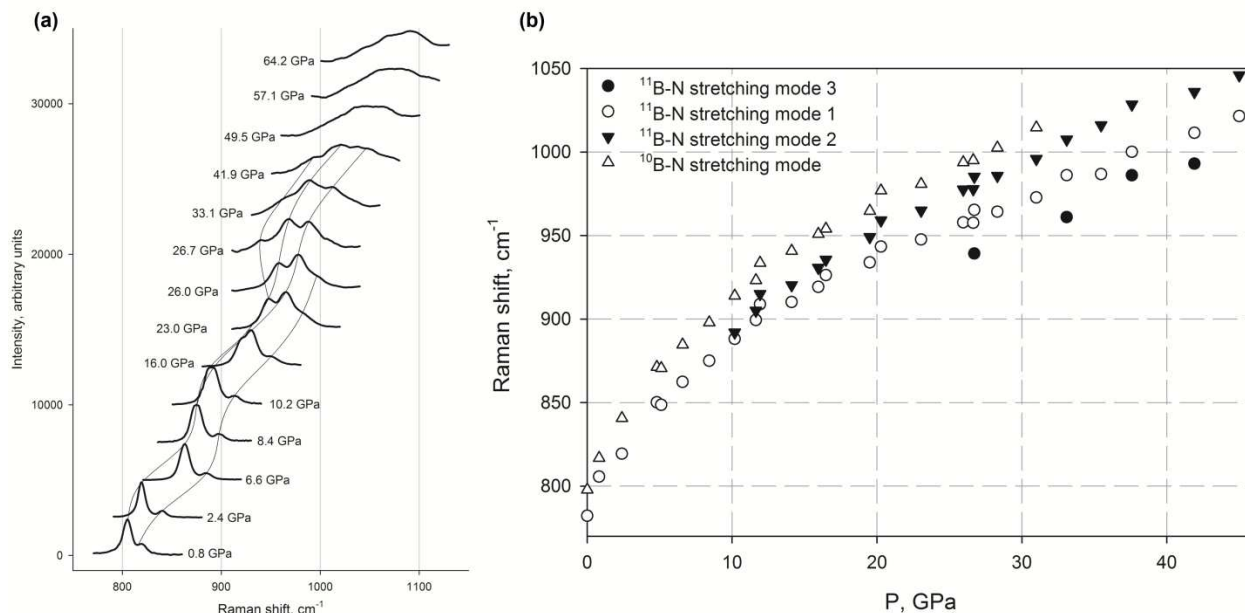 (a)
64.2 GPa
57.1 GPa
49.5 GPa
41.9 GPa
33.1 GPa
26.7 GPa
26.0 GPa
23.0 GPa
16.0 GPa
10.2 GPa
8.4 GPa
6.6 GPa
2.4 GPa
0.8 GPa
30000
20000
10000
0
Intensity, arbitrary units
800 900 1000 1100
Raman shift, cm⁻¹
(b)
¹¹B-N stretching mode 3
¹¹B-N stretching mode 1
¹¹B-N stretching mode 2
¹⁰B-N stretching mode
1050
1000
950
900
850
800
Raman shift, cm⁻¹
0 10 20 30 40
P, GPa